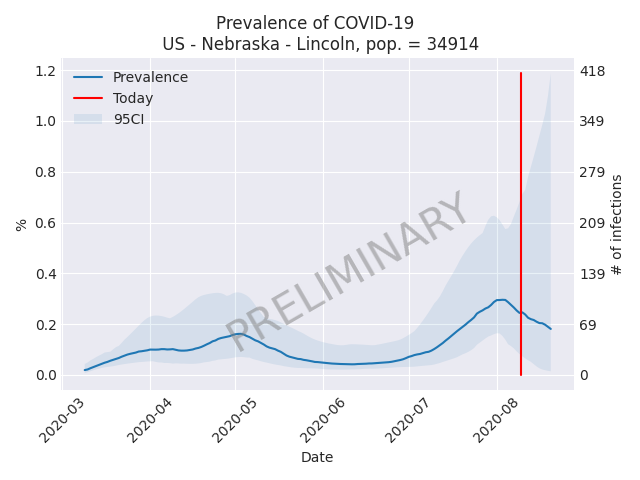 Prevalence of COVID-19
US - Nebraska - Lincoln, pop. = 34914
Prevalence
Today
95CI
1.2
1.0
0.8
0.6
0.4
0.2
0.0
%
418
349
279
209
139
69
0
# of infections
PRELIMINARY
2020-03
2020-04
2020-05
2020-06
2020-07
2020-08
Date